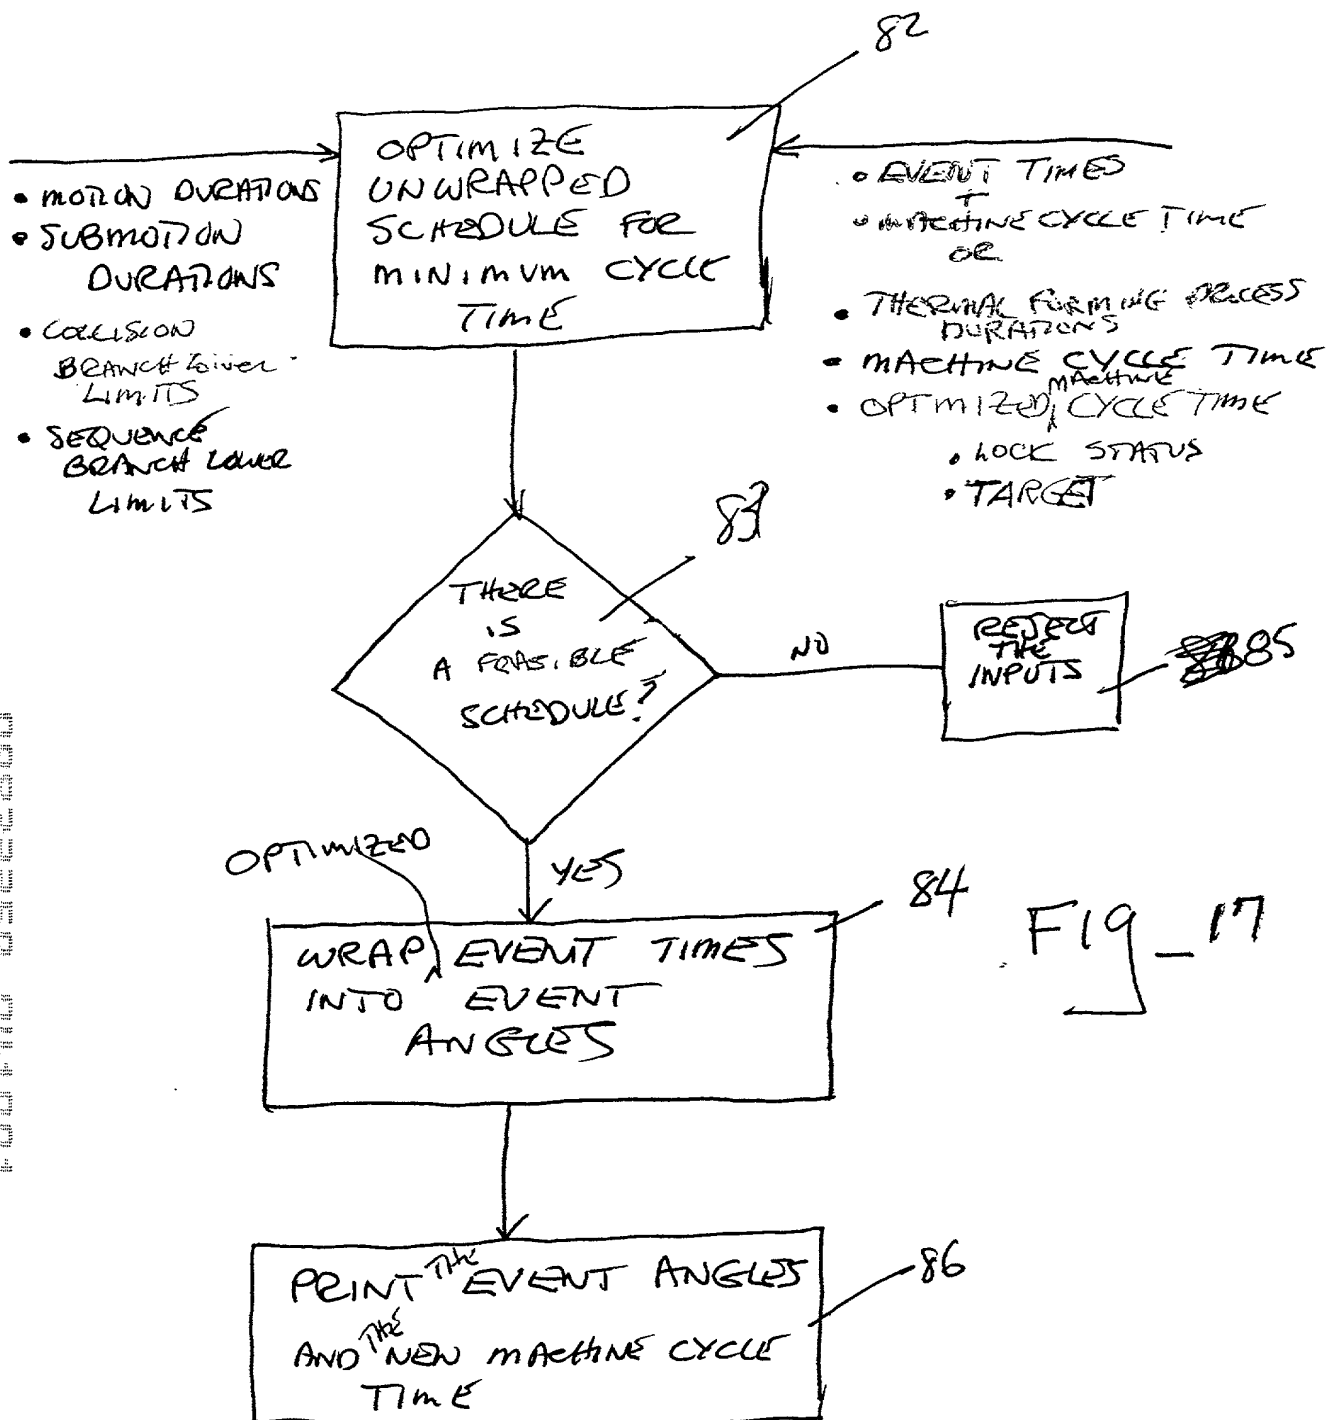 82
OPTIMIZE
UNWRAPPED
SCHEDULE FOR
MINIMUM CYCLE
TIME
• MOTION DURATIONS
• SUBMOTION
DURATIONS
• COLLISION
BRANCH LOWER
LIMITS
• SEQUENCE
BRANCH LOWER
LIMITS
• EVENT TIMES
+
• MACHINE CYCLE TIME
OR
• THERMAL FORMING PROCESS
DURATIONS
• MACHINE CYCLE TIME
• OPTIMIZED MACHINE CYCLE TIME
• LOCK STATUS
• TARGET
83
THERE
IS
A FEASIBLE
SCHEDULE?
NO
REJECT
THE
INPUTS
85
YES
84
WRAP OPTIMIZED EVENT TIMES
INTO EVENT
ANGLES
FIG_17
86
PRINT THE EVENT ANGLES
AND THE NEW MACHINE CYCLE
TIME